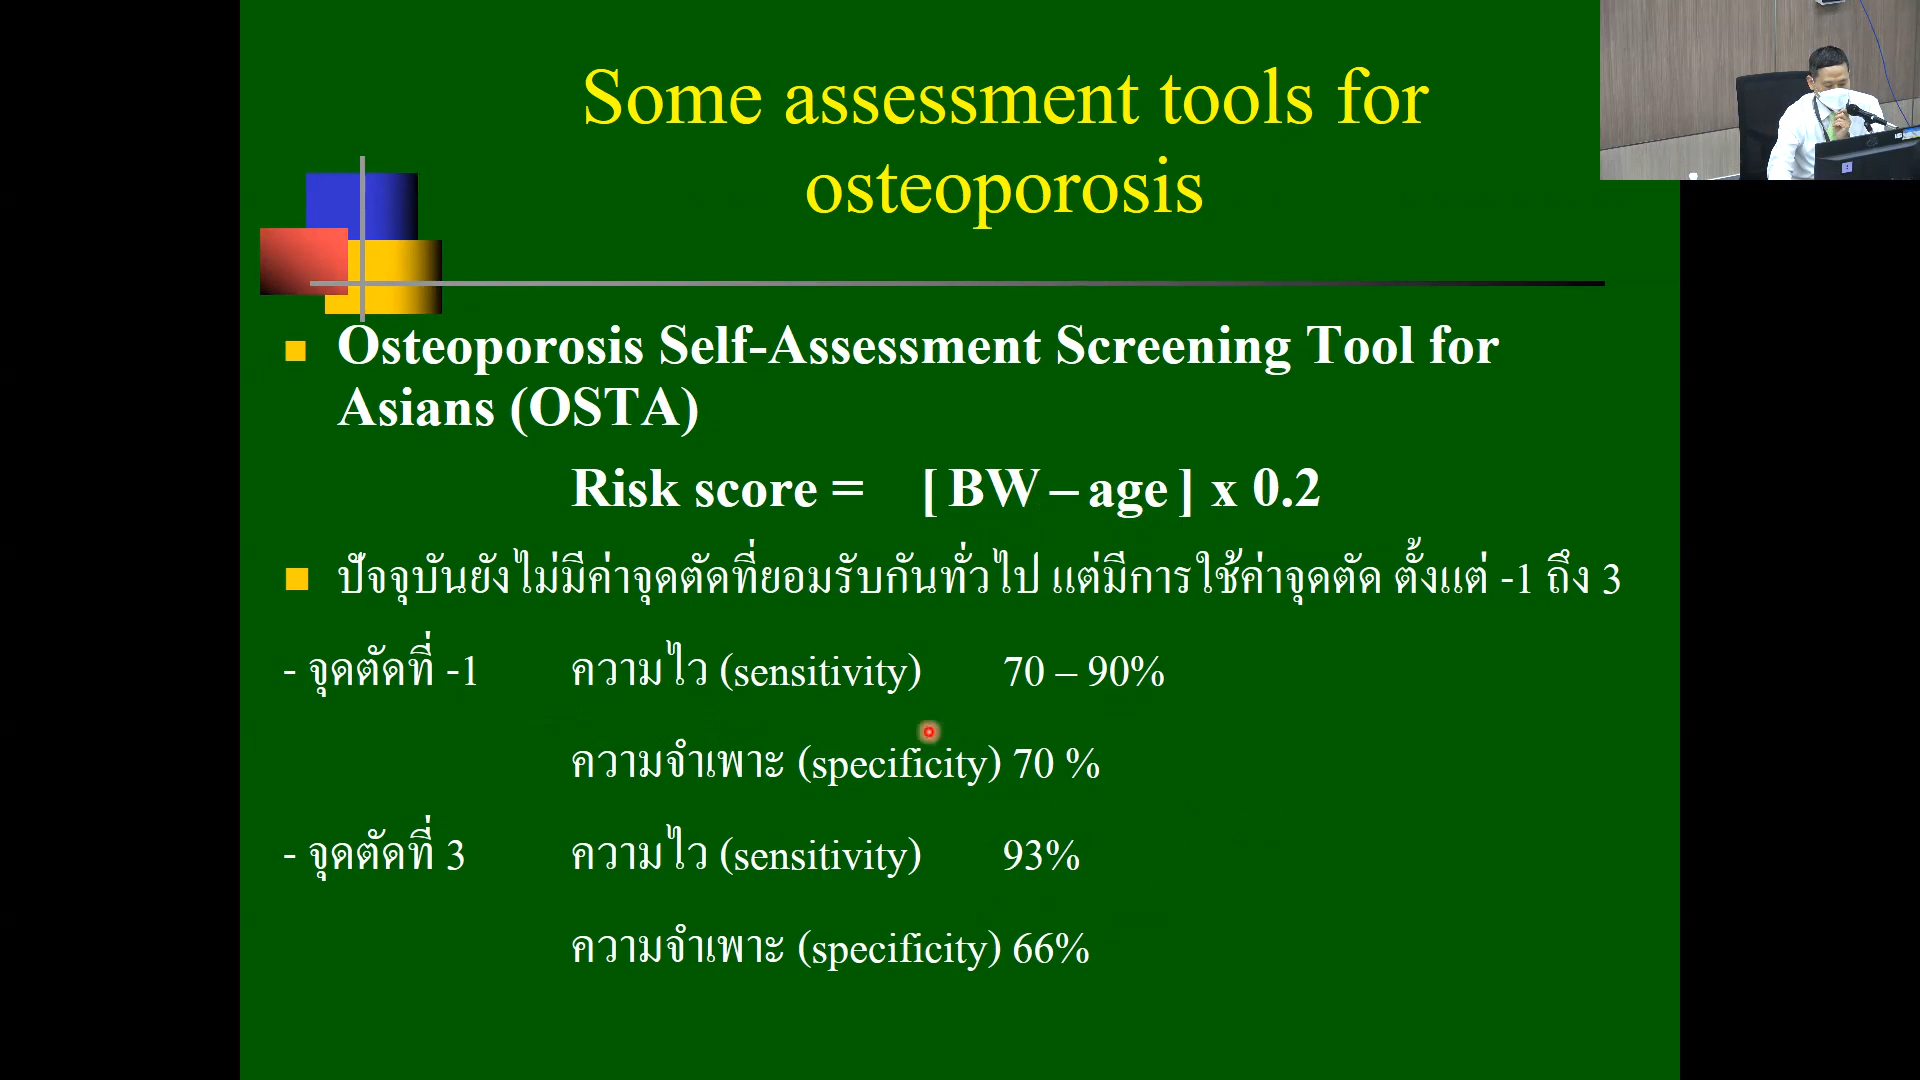 Some assessment tools for
osteoporosis
Osteoporosis Self-Assessment Screening Tool for
Asians (OSTA)
Risk score = [ BW – age ] x 0.2
ปัจจุบันยังไม่มีค่าจุดตัดที่ยอมรับกันทั่วไป แต่มีการใช้ค่าจุดตัด ตั้งแต่ -1 ถึง 3
- จุดตัดที่ -1 ความไว (sensitivity) 70 – 90%
ความจำเพาะ (specificity) 70 %
- จุดตัดที่ 3 ความไว (sensitivity) 93%
ความจำเพาะ (specificity) 66%